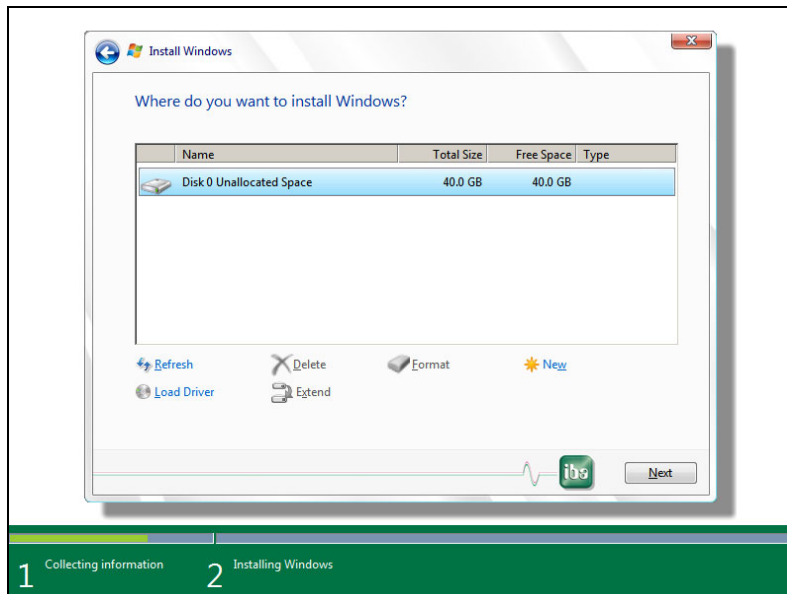 Install Windows
Where do you want to install Windows?
Name Total Size Free Space Type
Disk 0 Unallocated Space 40.0 GB 40.0 GB
Refresh Delete Format New
Load Driver Extend
iba
Next
1 Collecting information 2 Installing Windows